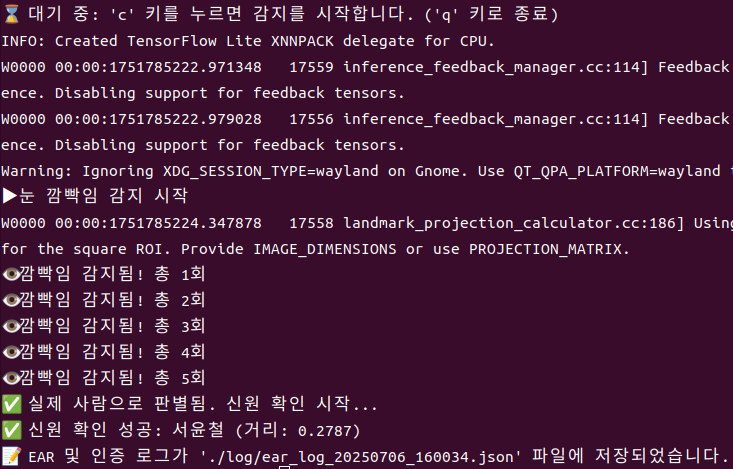 ⏳ 대기 중: 'c' 키를 누르면 감지를 시작합니다. ('q' 키로 종료)
INFO: Created TensorFlow Lite XNNPACK delegate for CPU.
W0000 00:00:1751785222.971348   17559 inference_feedback_manager.cc:114] Feedback
ence. Disabling support for feedback tensors.
W0000 00:00:1751785222.979028   17556 inference_feedback_manager.cc:114] Feedback
ence. Disabling support for feedback tensors.
Warning: Ignoring XDG_SESSION_TYPE=wayland on Gnome. Use QT_QPA_PLATFORM=wayland
▶눈 깜빡임 감지 시작
W0000 00:00:1751785224.347878   17558 landmark_projection_calculator.cc:186] Using
for the square ROI. Provide IMAGE_DIMENSIONS or use PROJECTION_MATRIX.
👁깜빡임 감지됨! 총 1회
👁깜빡임 감지됨! 총 2회
👁깜빡임 감지됨! 총 3회
👁깜빡임 감지됨! 총 4회
👁깜빡임 감지됨! 총 5회
✅ 실제 사람으로 판별됨. 신원 확인 시작...
✅ 신원 확인 성공: 서윤철 (거리: 0.2787)
📝 EAR 및 인증 로그가 './log/ear_log_20250706_160034.json' 파일에 저장되었습니다.